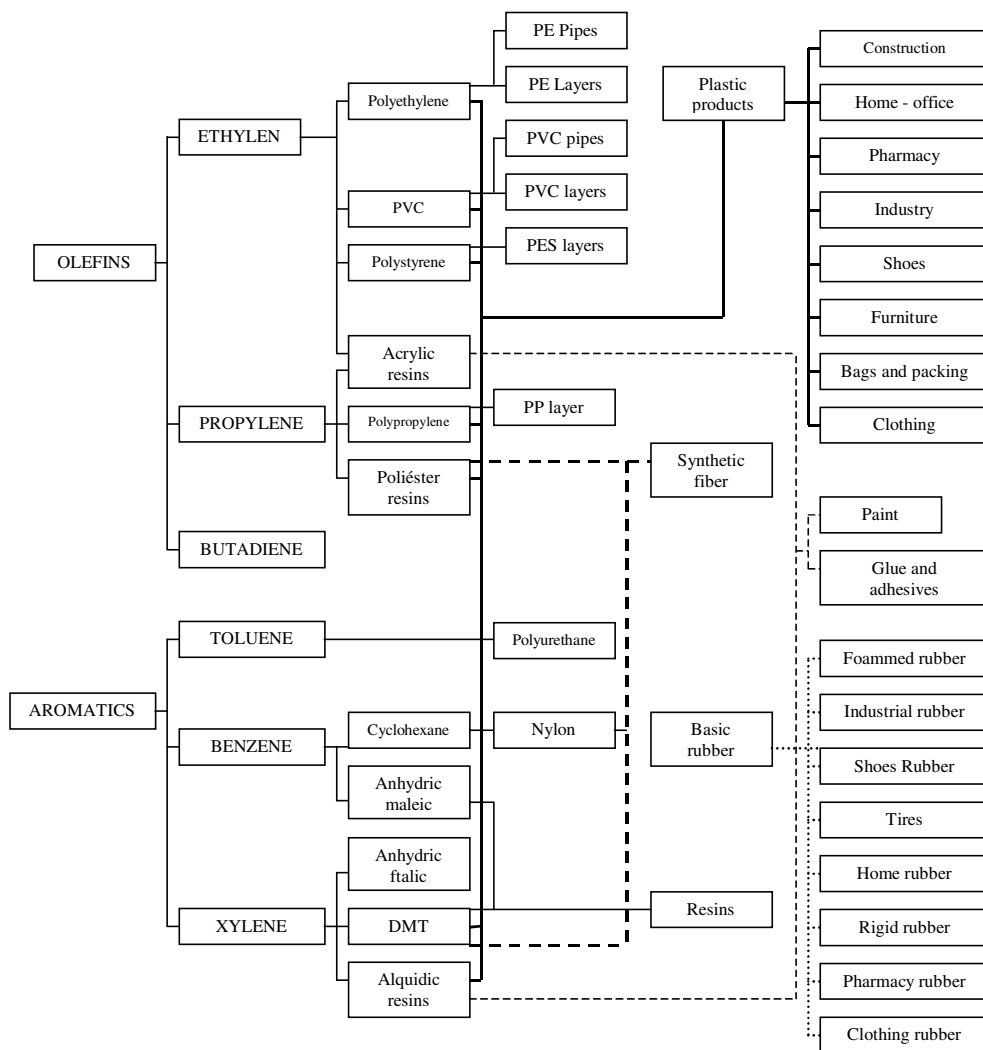 PE Pipes
PE Layers
PVC pipes
PVC layers
PES layers
PP layer
Polyethylene
PVC
Polystyrene
Acrylic
resins
Polypropylene
Poliéster
resins
ETHYLEN
PROPYLENE
BUTADIENE
OLEFINS
Plastic
products
Construction
Home - office
Pharmacy
Industry
Shoes
Furniture
Bags and packing
Clothing
Synthetic
fiber
Paint
Glue and
adhesives
AROMATICS
TOLUENE
BENZENE
XYLENE
Polyurethane
Cyclohexane
Nylon
Anhydric
maleic
Anhydric
ftalic
DMT
Alquidic
resins
Basic
rubber
Resins
Foammed rubber
Industrial rubber
Shoes Rubber
Tires
Home rubber
Rigid rubber
Pharmacy rubber
Clothing rubber